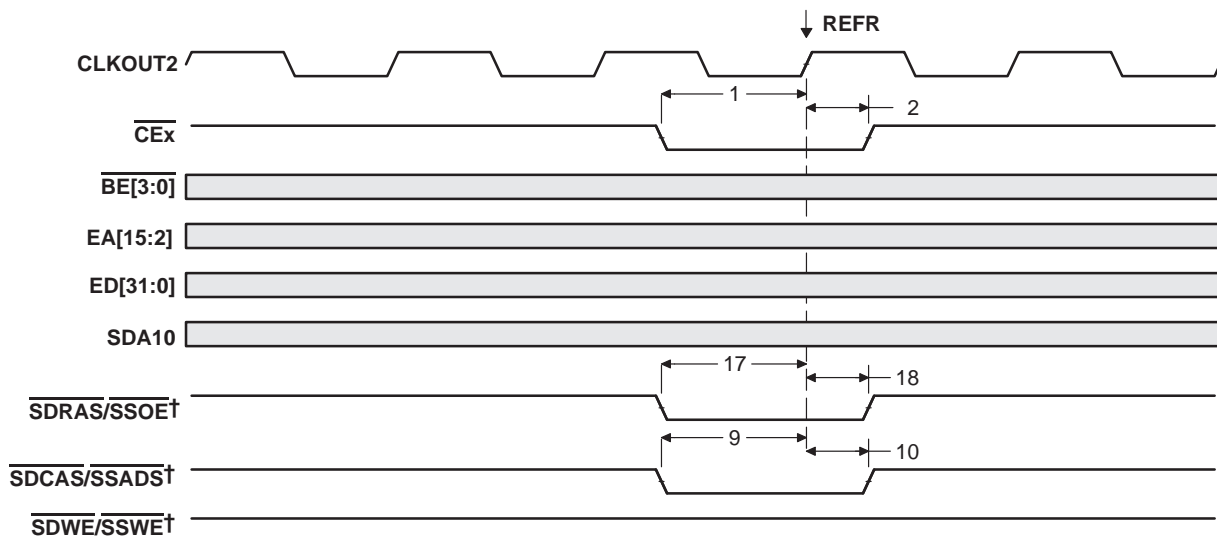 REFR
CLKOUT2
1
2
CEx
BE[3:0]
EA[15:2]
ED[31:0]
SDA10
17
18
SDRAS/SSOE†
9
10
SDCAS/SSADS†
SDWE/SSWE†